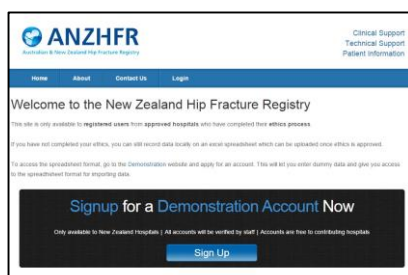 ANZHFR
Australian & New Zealand Hip Fracture Registry
Clinical Support
Technical Support
Patient Information
Home About Contact Us Login
Welcome to the New Zealand Hip Fracture Registry
This site is only available to registered users from approved hospitals who have completed their ethics process
If you have not completed your ethics, you can still record data locally on an excel spreadsheet which can be uploaded once ethics is approved.
To access the spreadsheet format, go to the Demonstration website and apply for an account. This will let you enter dummy data and give you access
to the spreadtsheet format for importing data.
Signup for a Demonstration Account Now
Only available to New Zealand Hospitals | All accounts will be verified by staff | Accounts are free to contributing hospitals
Sign Up